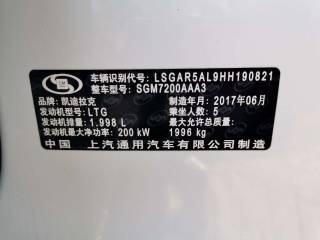 车辆识别代号: LSGAR5AL9HH190821
整车型号: SGM7200AAA3
品牌: 凯迪拉克 制造年月: 2017年06月
发动机型号: LTG 乘坐人数: 5
发动机排量: 1.998 L 最大允许总质量:
发动机最大净功率: 200 kW 1996 kg
中国 上汽通用汽车有限公司制造